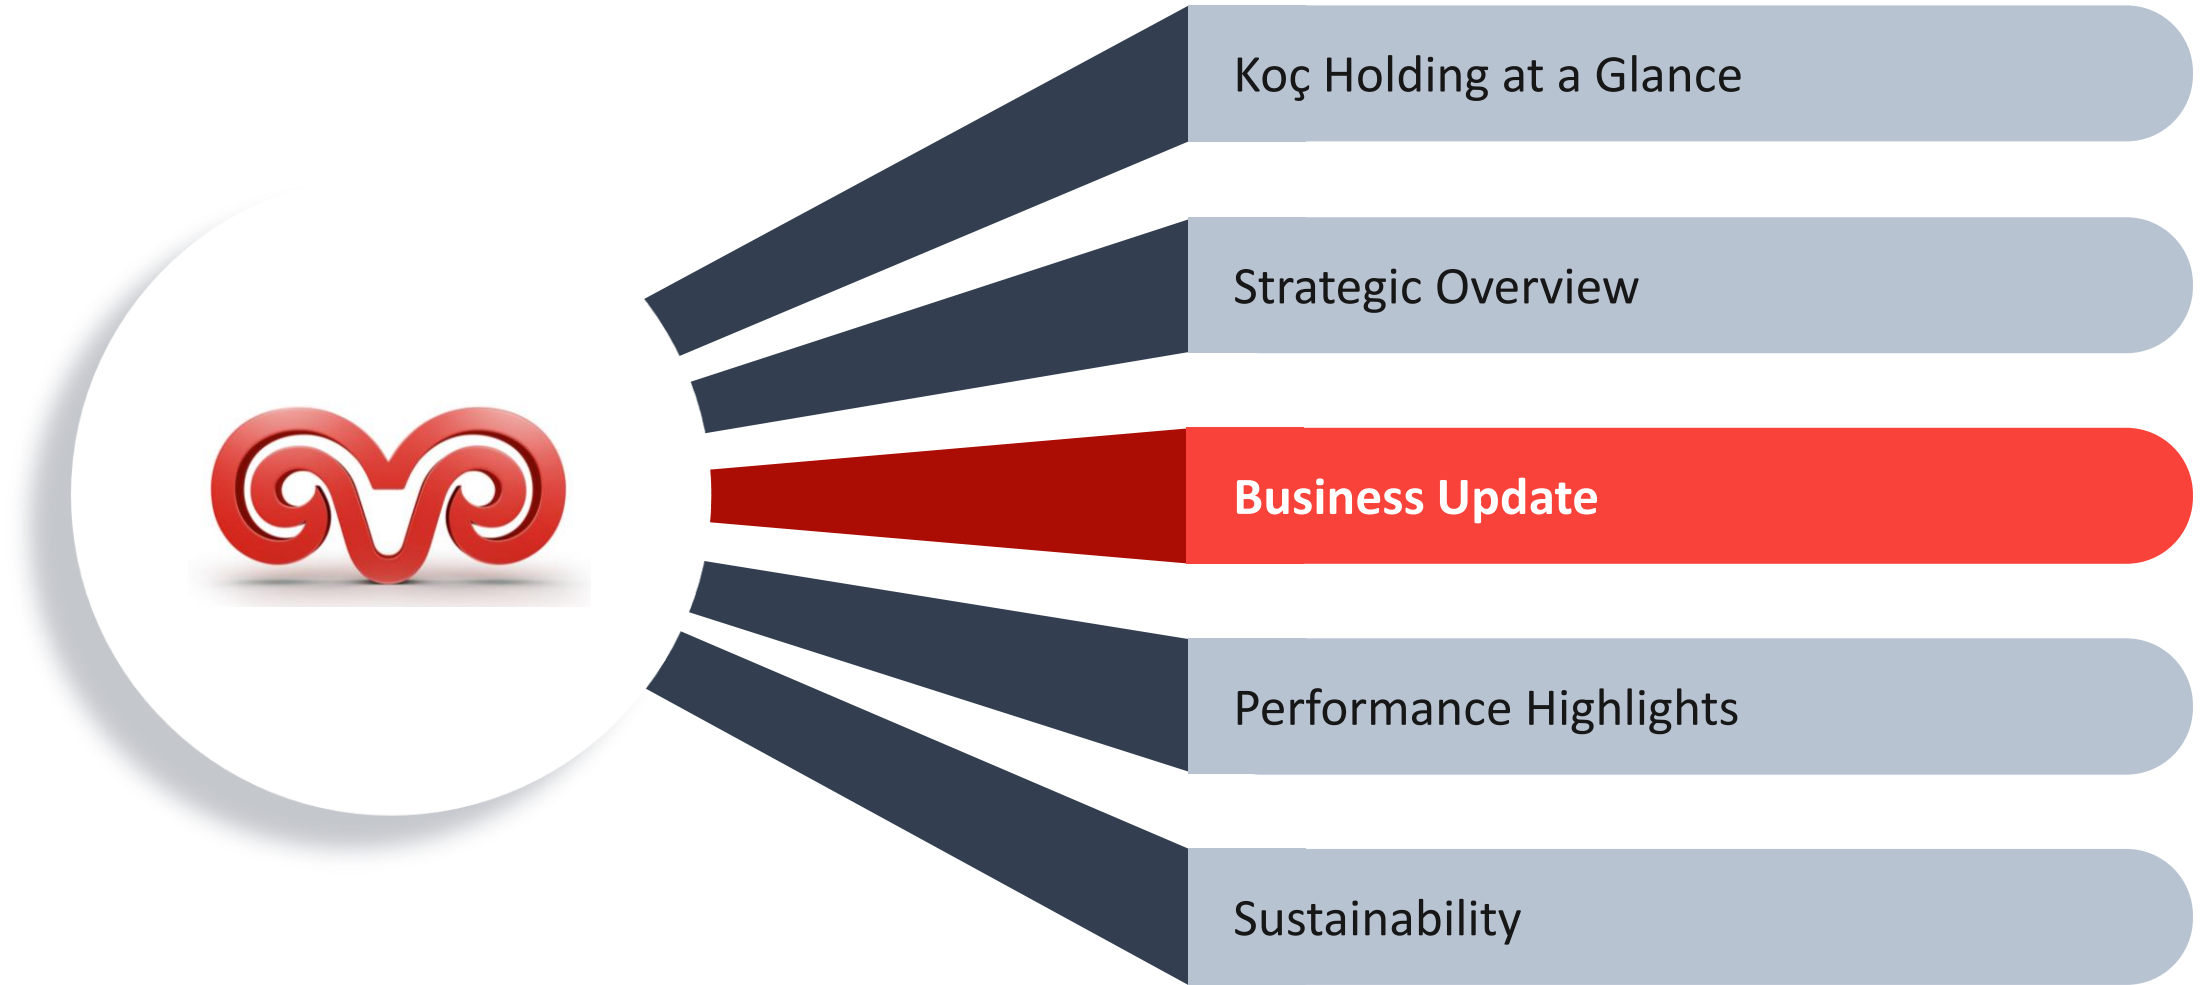 Koç Holding at a Glance
Strategic Overview
Business Update
Performance Highlights
Sustainability